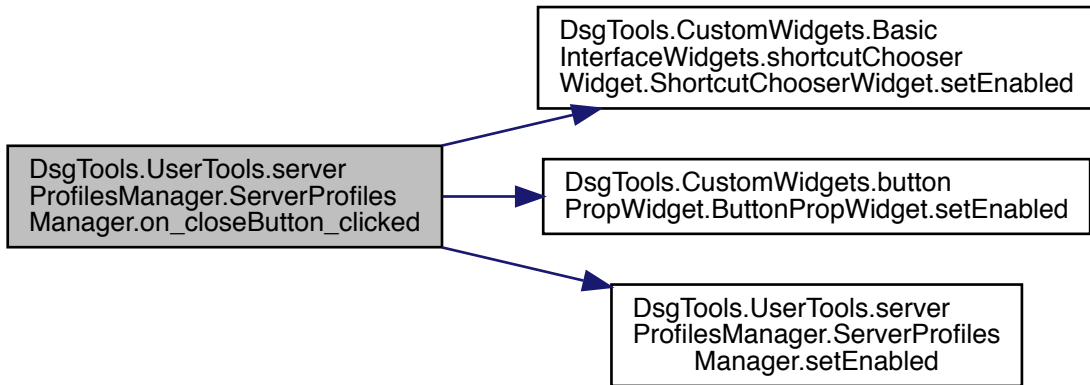 DsgTools.UserTools.server
ProfilesManager.ServerProfiles
Manager.on_closeButton_clicked
DsgTools.CustomWidgets.Basic
InterfaceWidgets.shortcutChooser
Widget.ShortcutChooserWidget.setEnabled
DsgTools.CustomWidgets.button
PropWidget.ButtonPropWidget.setEnabled
DsgTools.UserTools.server
ProfilesManager.ServerProfiles
Manager.setEnabled